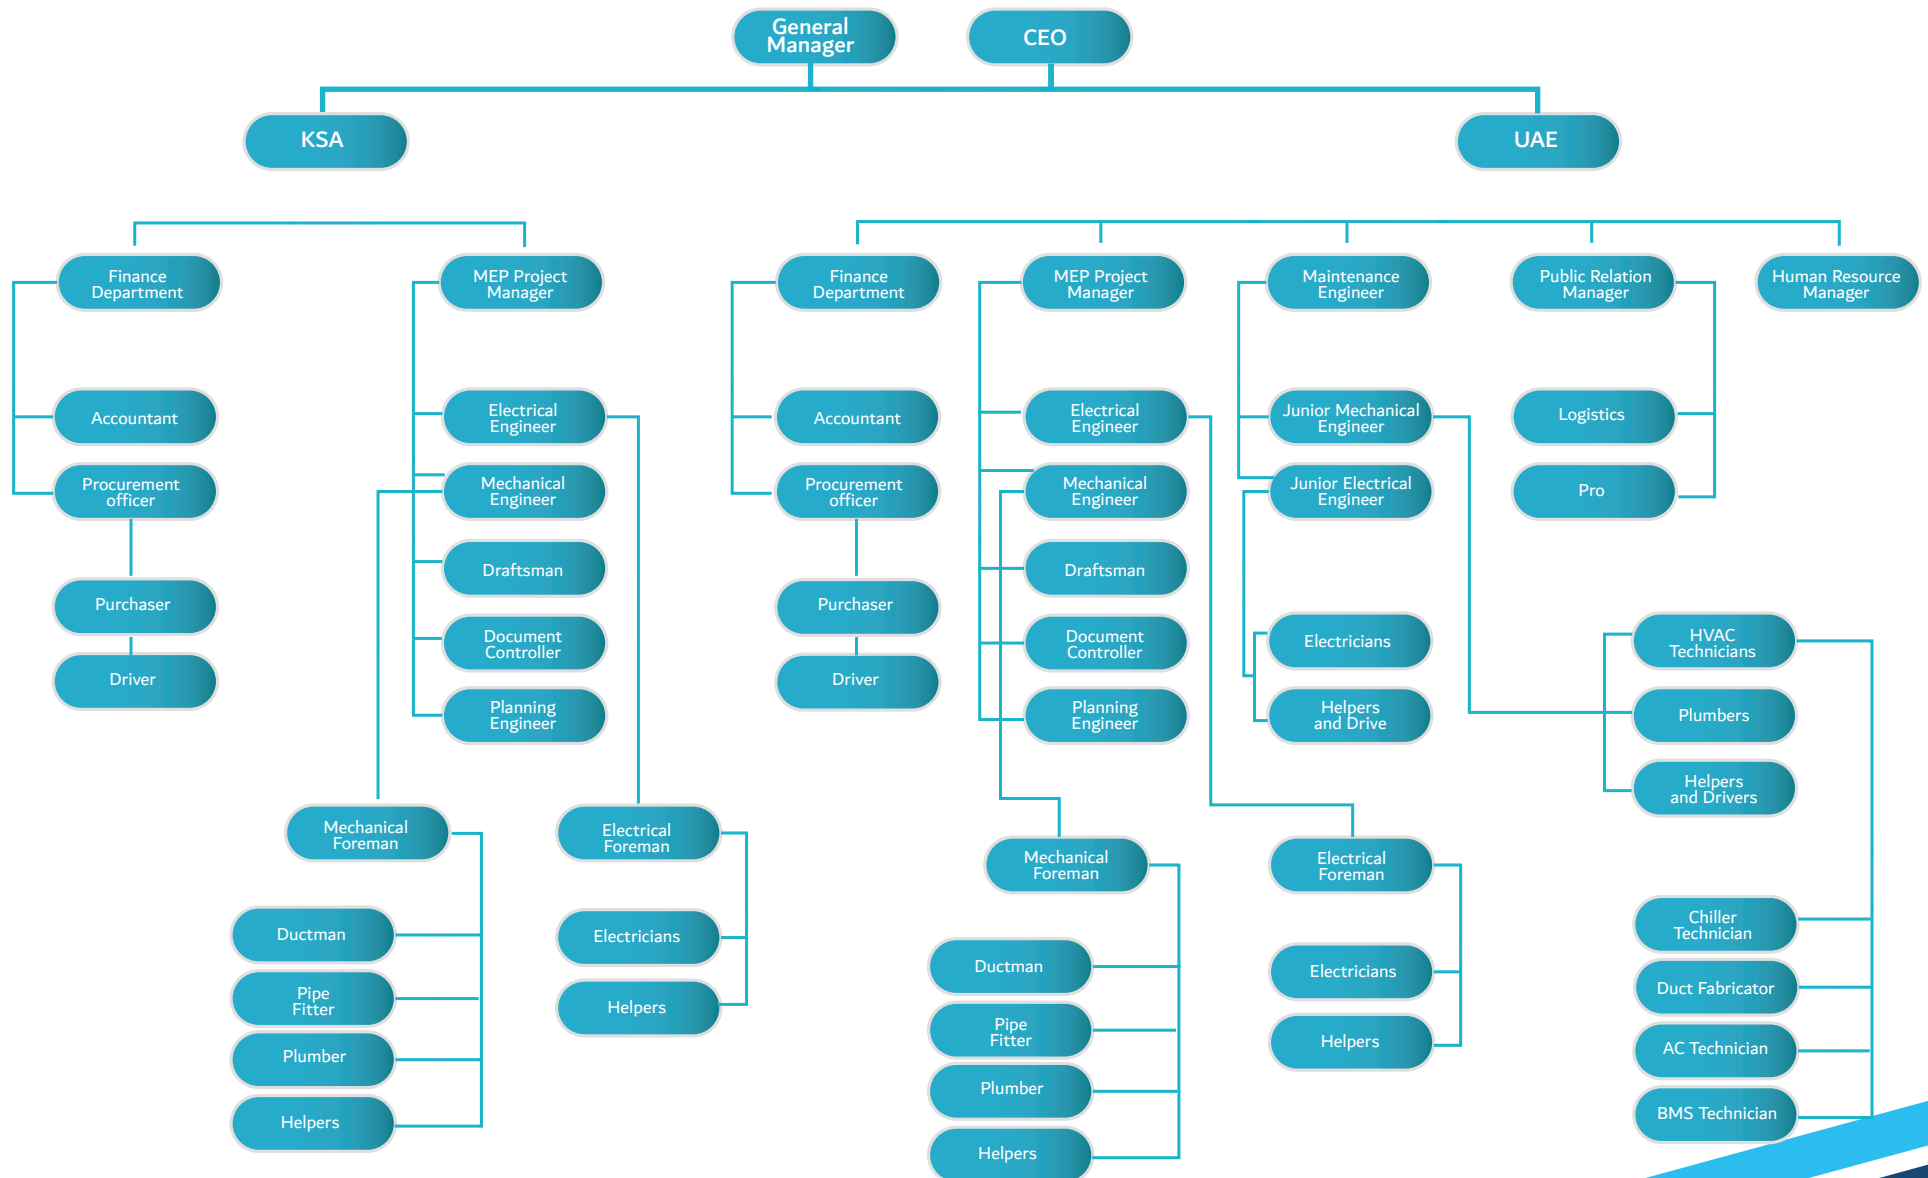 General
Manager
CEO
KSA
UAE
Finance
Department
MEP Project
Manager
Finance
Department
MEP Project
Manager
Maintenance
Engineer
Public Relation
Manager
Human Resource
Manager
Accountant
Electrical
Engineer
Accountant
Electrical
Engineer
Junior Mechanical
Engineer
Logistics
Procurement
officer
Mechanical
Engineer
Procurement
officer
Mechanical
Engineer
Junior Electrical
Engineer
Pro
Draftsman
Draftsman
Purchaser
Purchaser
Document
Controller
Document
Controller
Electricians
HVAC
Technicians
Driver
Driver
Planning
Engineer
Planning
Engineer
Helpers
and Drive
Plumbers
Helpers
and Drivers
Mechanical
Foreman
Electrical
Foreman
Mechanical
Foreman
Electrical
Foreman
Ductman
Electricians
Ductman
Electricians
Chiller
Technician
Pipe
Fitter
Helpers
Pipe
Fitter
Helpers
Duct Fabricator
Plumber
Plumber
AC Technician
Helpers
Helpers
BMS Technician